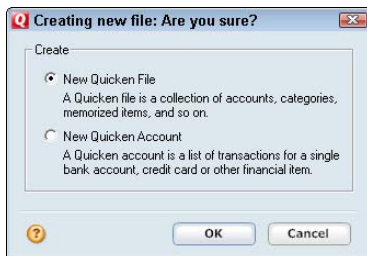 Creating new file: Are you sure?
Create
New Quicken File
A Quicken file is a collection of accounts, categories,
memorized items, and so on.
New Quicken Account
A Quicken account is a list of transactions for a single
bank account, credit card or other financial item.
?
OK
Cancel